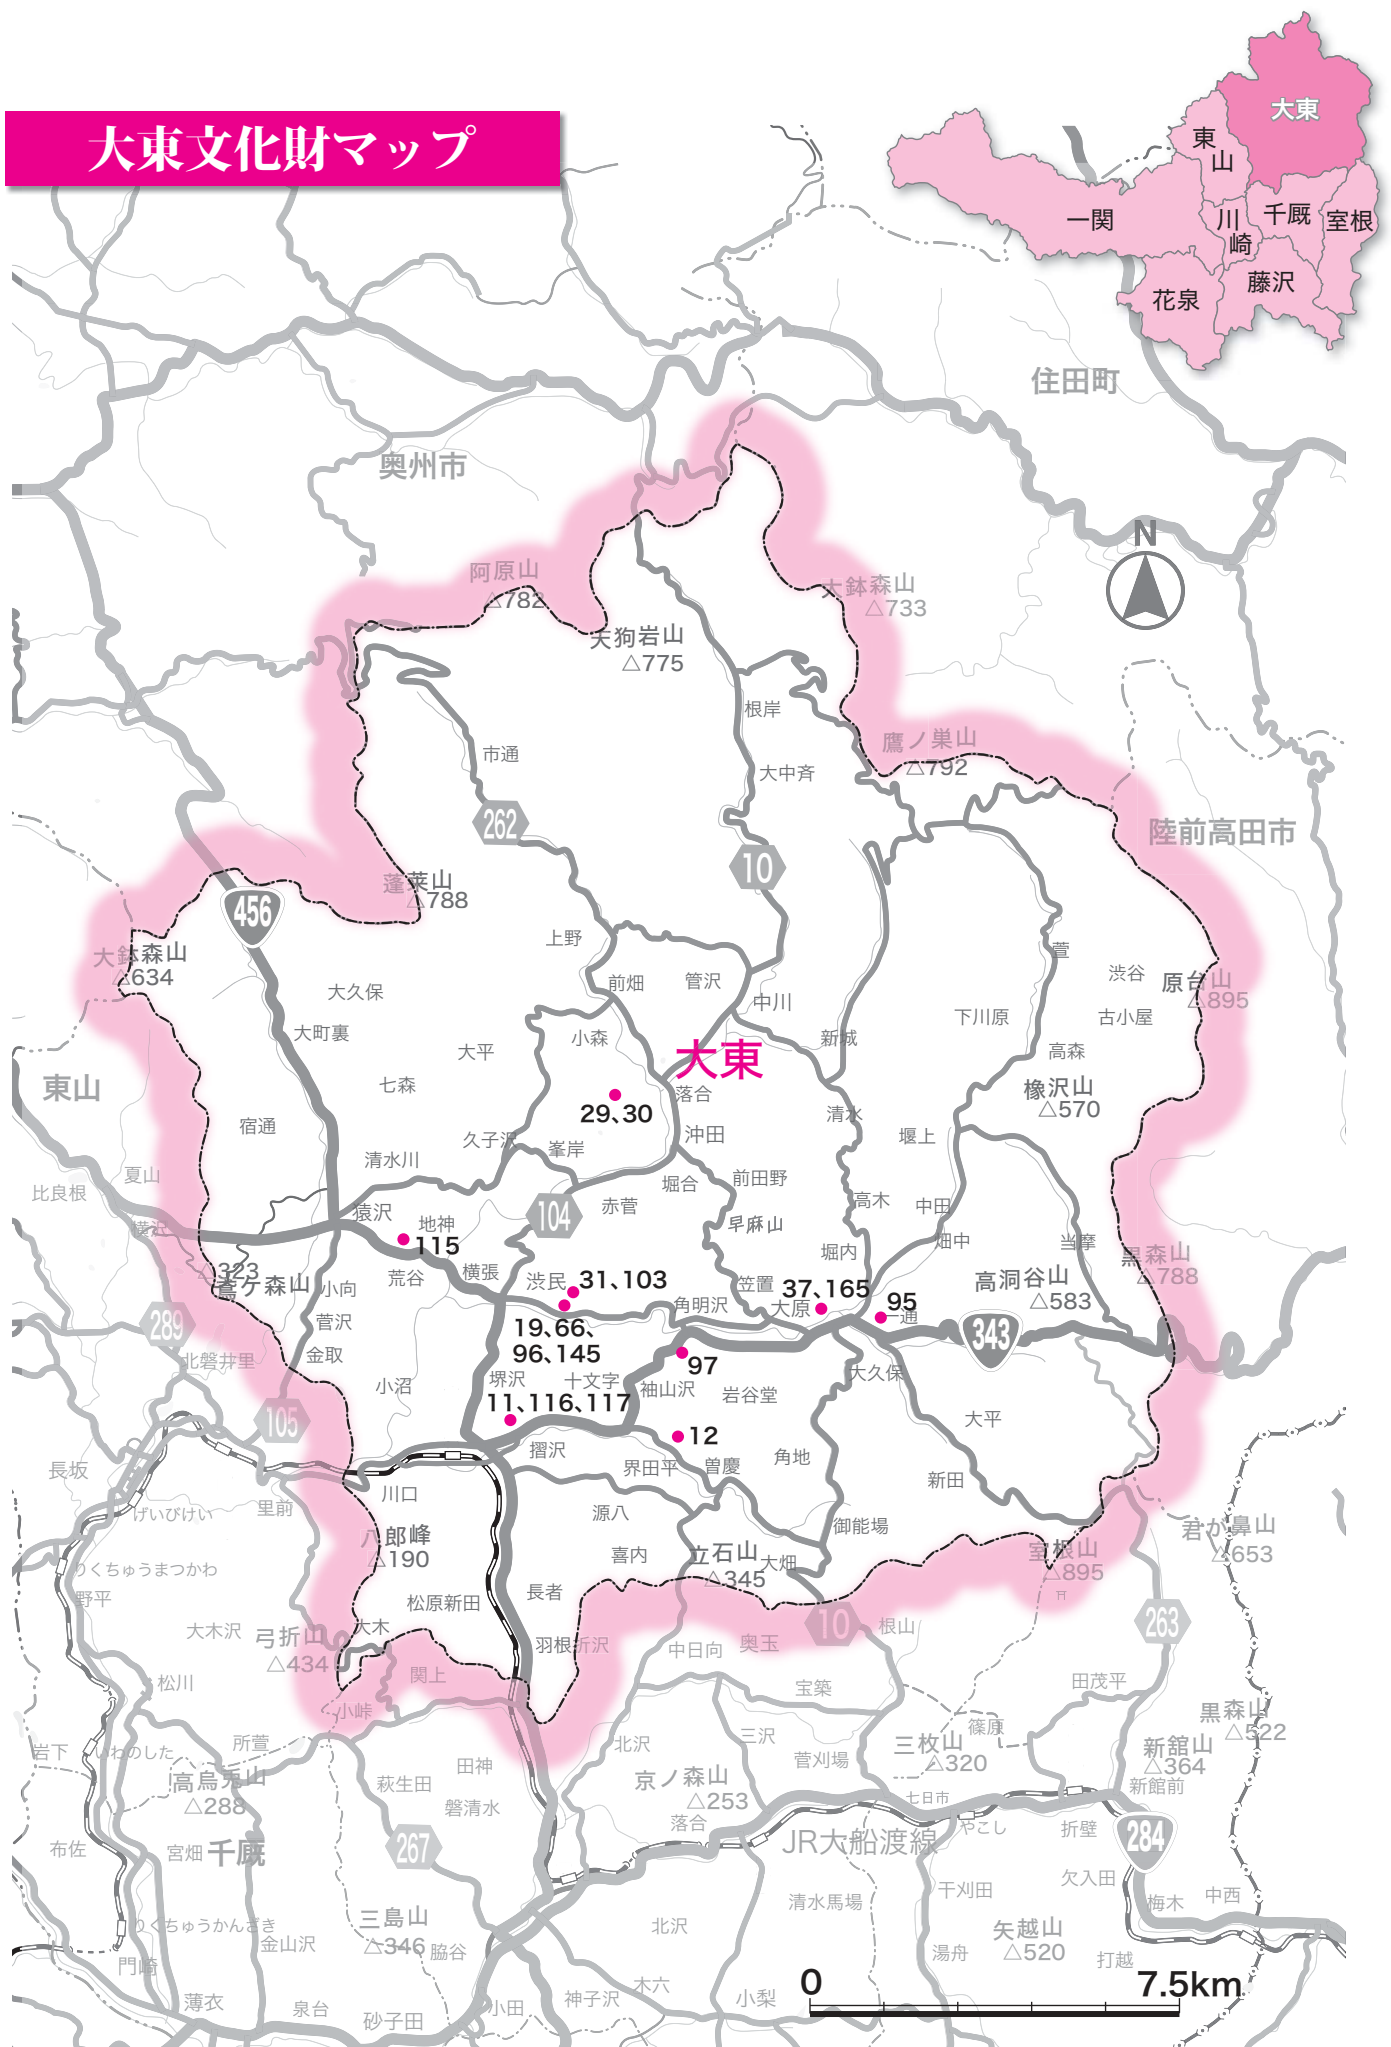 大東文化財マップ
大東
東山
一関
川崎
千厩
室根
藤沢
花泉
住田町
奥州市
N
阿原山
△782
大鉢森山
△733
天狗岩山
△775
根岸
鷹ノ巣山
△792
市通
大中斉
262
10
陸前高田市
蓬莱山
△788
456
上野
萱
大鉢森山
△634
前畑
管沢
渋谷
原台山
△895
大久保
中川
下川原
古小屋
大町裏
小森
新城
大平
大東
高森
東山
七森
落合
橡沢山
△570
29、30
宿通
清水
久子沢
沖田
堰上
峯岸
清水川
夏山
堀合
前田野
比良根
赤菅
高木
中田
猿沢
地神
104
早麻山
横浜
115
堀内
畑中
当摩
黒森山
△788
△323
鳶ケ森山
小向
荒谷
横張
渋民
31、103
笠置
37、165
高洞谷山
△583
大原
95
一通
角明沢
289
菅沢
19、66、
96、145
343
北磐井里
金取
97
堺沢
十文字
袖山沢
岩谷堂
大久保
小沼
11、116、117
105
大平
12
摺沢
界田平
曽慶
角地
長坂
新田
川口
里前
げいびけい
源八
御能場
君が鼻山
△653
八郎峰
△190
喜内
立石山
△345
大畑
室根山
△895
りくちゅうまつかわ
野平
長者
松原新田
大木沢
弓折山
△434
大木
羽根折沢
中日向
奥玉
10
根山
263
松川
関上
宝築
田茂平
小峠
黒森山
△522
岩下
いわのした
所萱
北沢
三沢
篠原
三枚山
△320
新舘山
△364
田神
菅刈場
高烏兎山
△288
萩生田
京ノ森山
△253
新館前
磐清水
七日市
落合
布佐
宮畑
千厩
267
JR大船渡線
やこし
折壁
284
欠入田
干刈田
清水馬場
梅木
中西
りくちゅうかんざき
三島山
△346
北沢
矢越山
△520
金山沢
脇谷
湯舟
打越
門崎
0
7.5km
木六
薄衣
泉台
小田
神子沢
小梨
砂子田